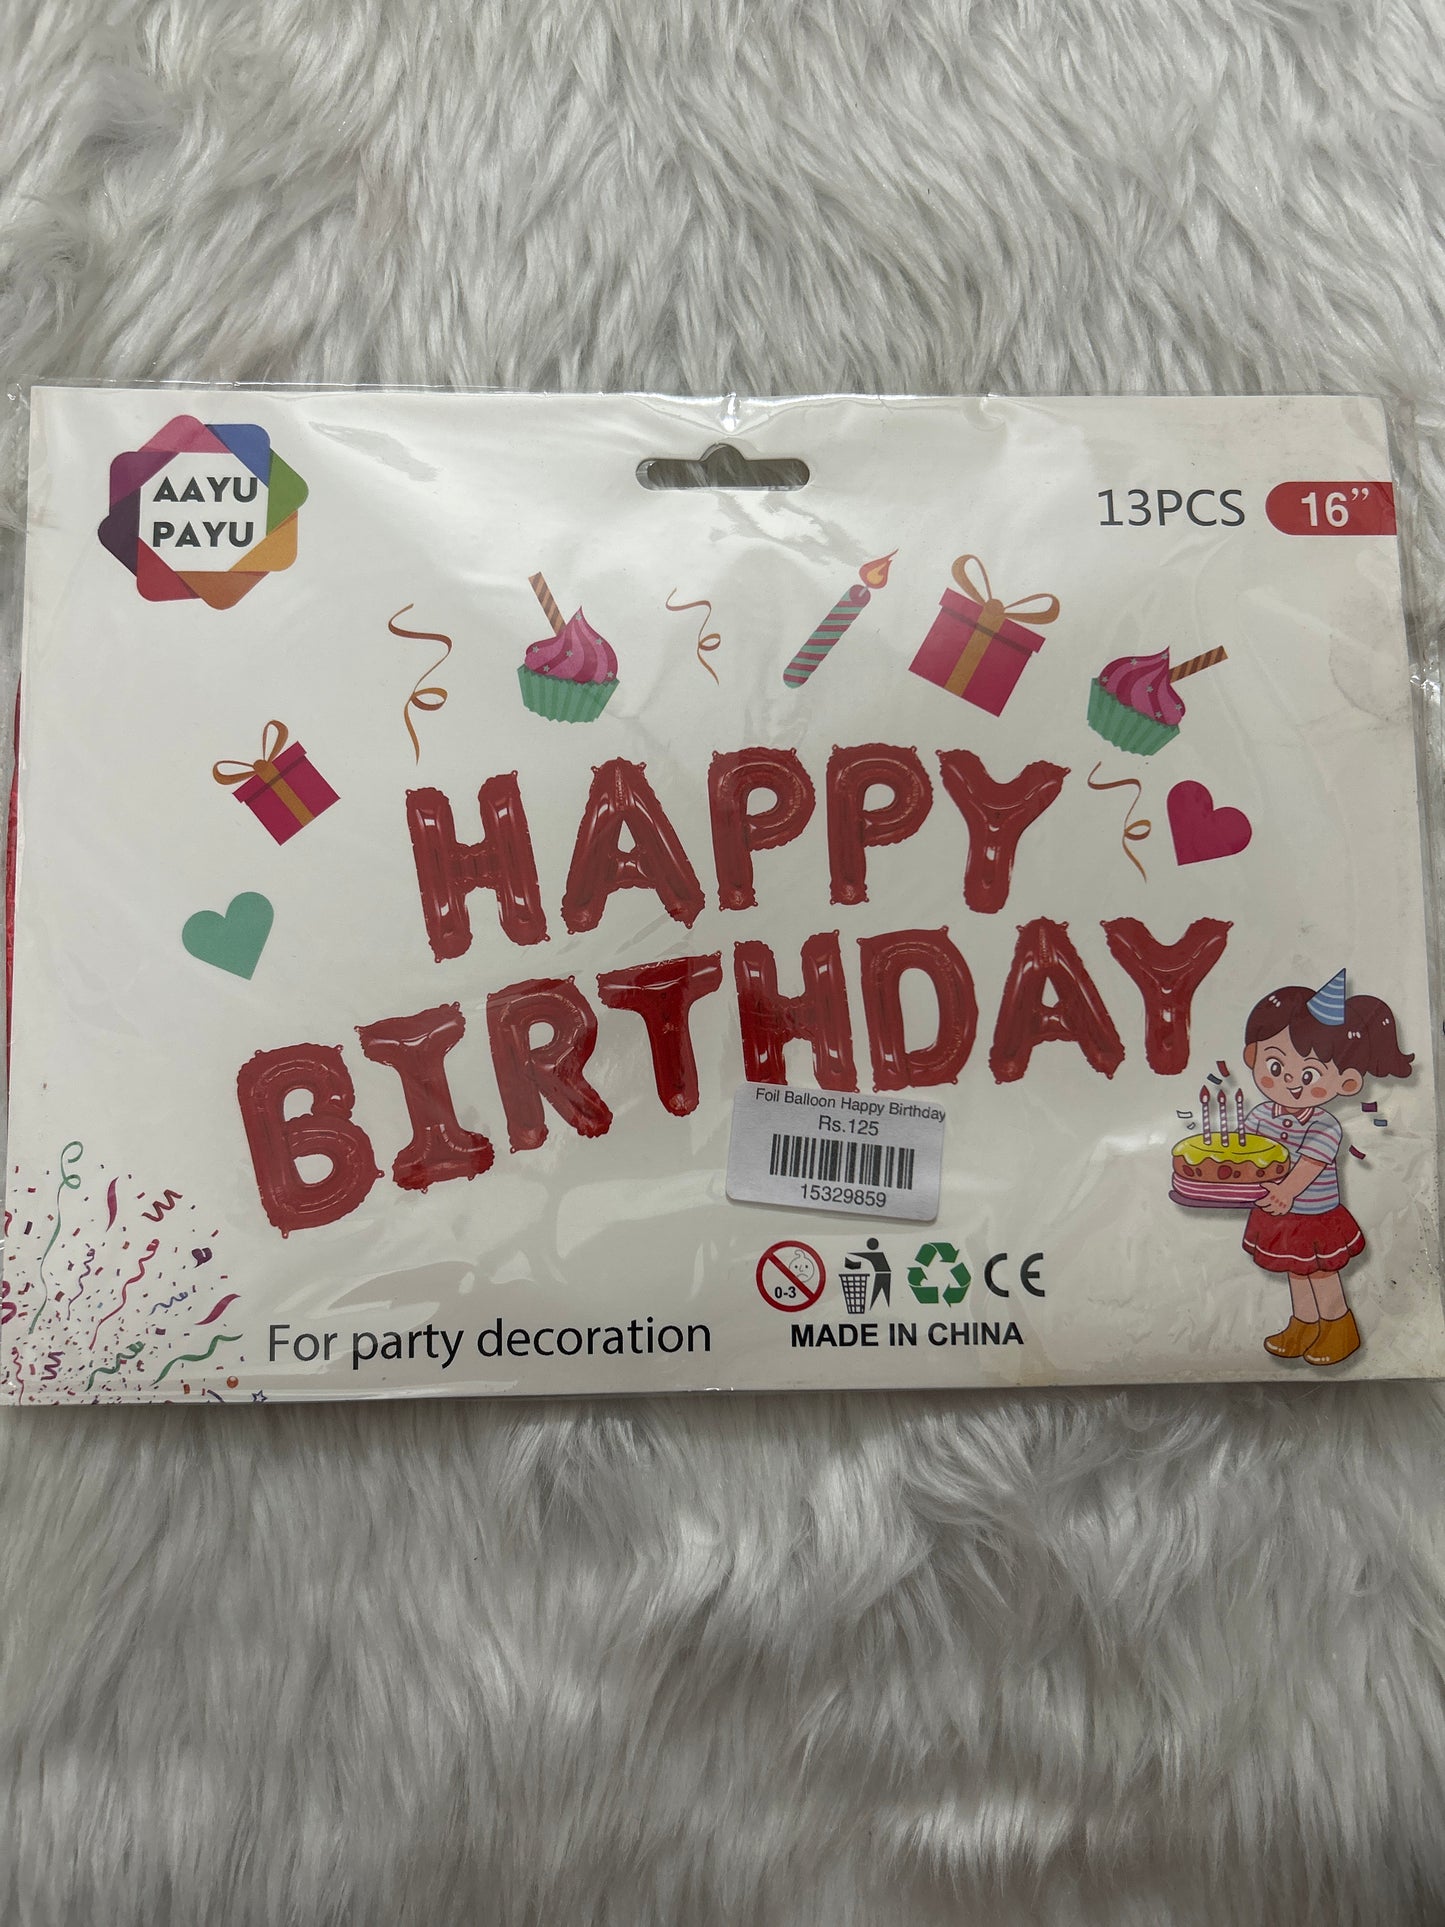 AAYU
PAYU
13PCS 16”
HAPPY
BIRTHDAY
Foil Balloon Happy Birthday
Rs.125
15329859
0-3
CE
For party decoration
MADE IN CHINA